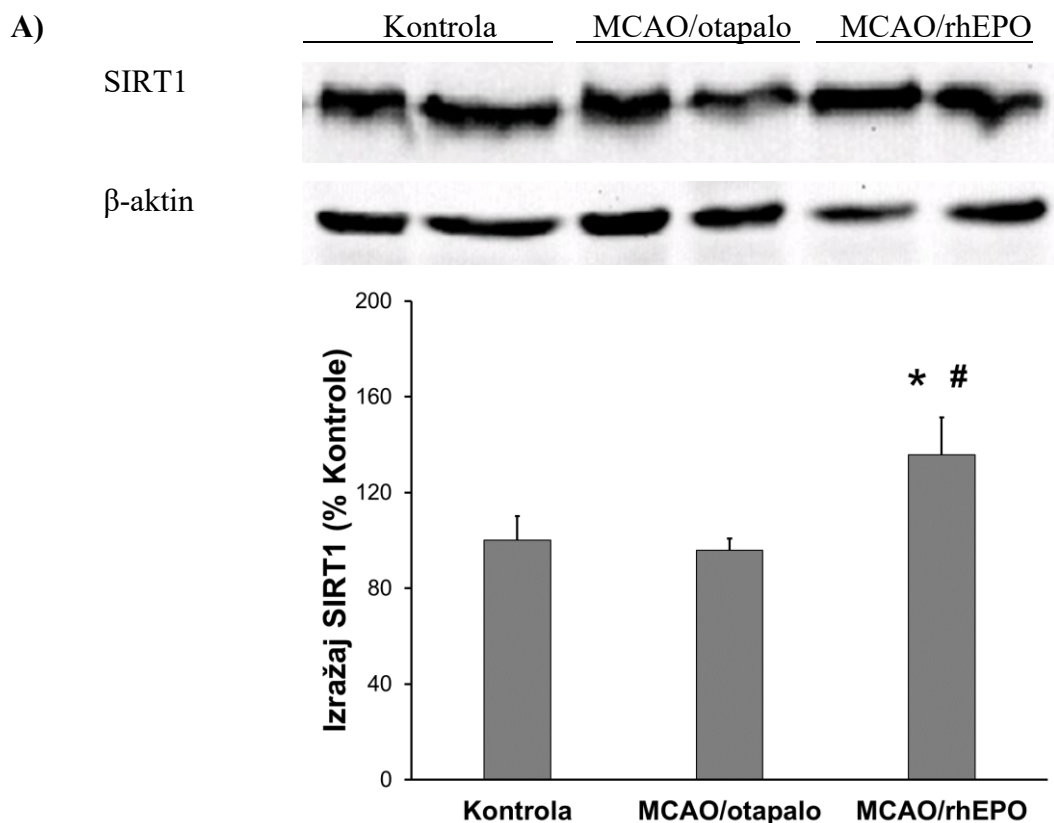 A)
Kontrola MCAO/otapalo MCAO/rhEPO
SIRT1
β-aktin
200
160
120
80
40
0
Izražaj SIRT1 (% Kontrole)
* #
Kontrola MCAO/otapalo MCAO/rhEPO